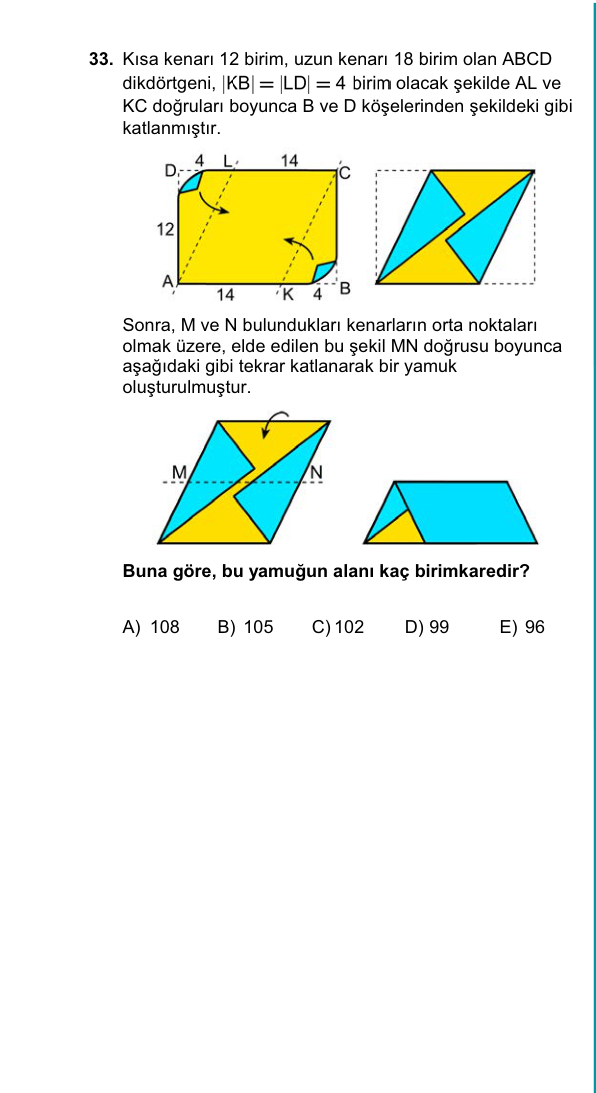 33. Kısa kenarı 12 birim, uzun kenarı 18 birim olan ABCD
dikdörtgeni, |KB| = |LD| = 4 birim olacak şekilde AL ve
KC doğruları boyunca B ve D köşelerinden şekildeki gibi
katlanmıştır.
D 4 L 14 C
12
A 14 K 4 B
Sonra, M ve N bulundukları kenarların orta noktaları
olmak üzere, elde edilen bu şekil MN doğrusu boyunca
aşağıdaki gibi tekrar katlanarak bir yamuk
oluşturulmuştur.
M N
Buna göre, bu yamuğun alanı kaç birimkaredir?
A) 108 B) 105 C) 102 D) 99 E) 96